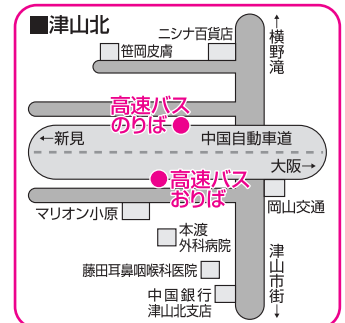 ■津山北
ニシナ百貨店
笹岡皮膚
↑横野滝
高速バス
のりば
←新見
中国自動車道
大阪→
高速バス
おりば
マリオン小原
岡山交通
本渡
外科病院
藤田耳鼻咽喉科医院
中国銀行
津山北支店
津山市街↓